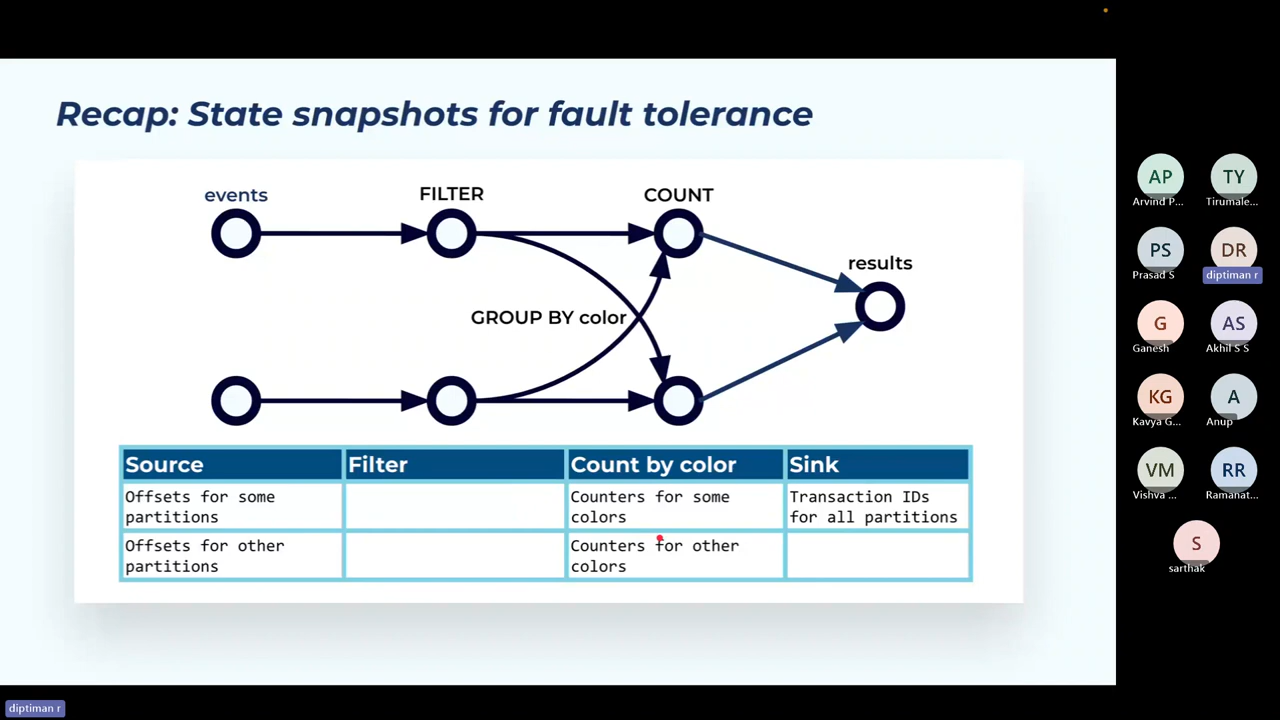 Recap: State snapshots for fault tolerance
events
FILTER
COUNT
results
GROUP BY color
Source
Filter
Count by color
Sink
Offsets for some
partitions
Counters for some
colors
Transaction IDs
for all partitions
Offsets for other
partitions
Counters for other
colors
AP
Arvind P...
TY
Tirumale...
PS
Prasad S
DR
diptiman r
G
Ganesh
AS
Akhil S S
KG
Kavya G...
A
Anup
VM
Vishva ...
RR
Ramanat...
S
sarthak
diptiman r